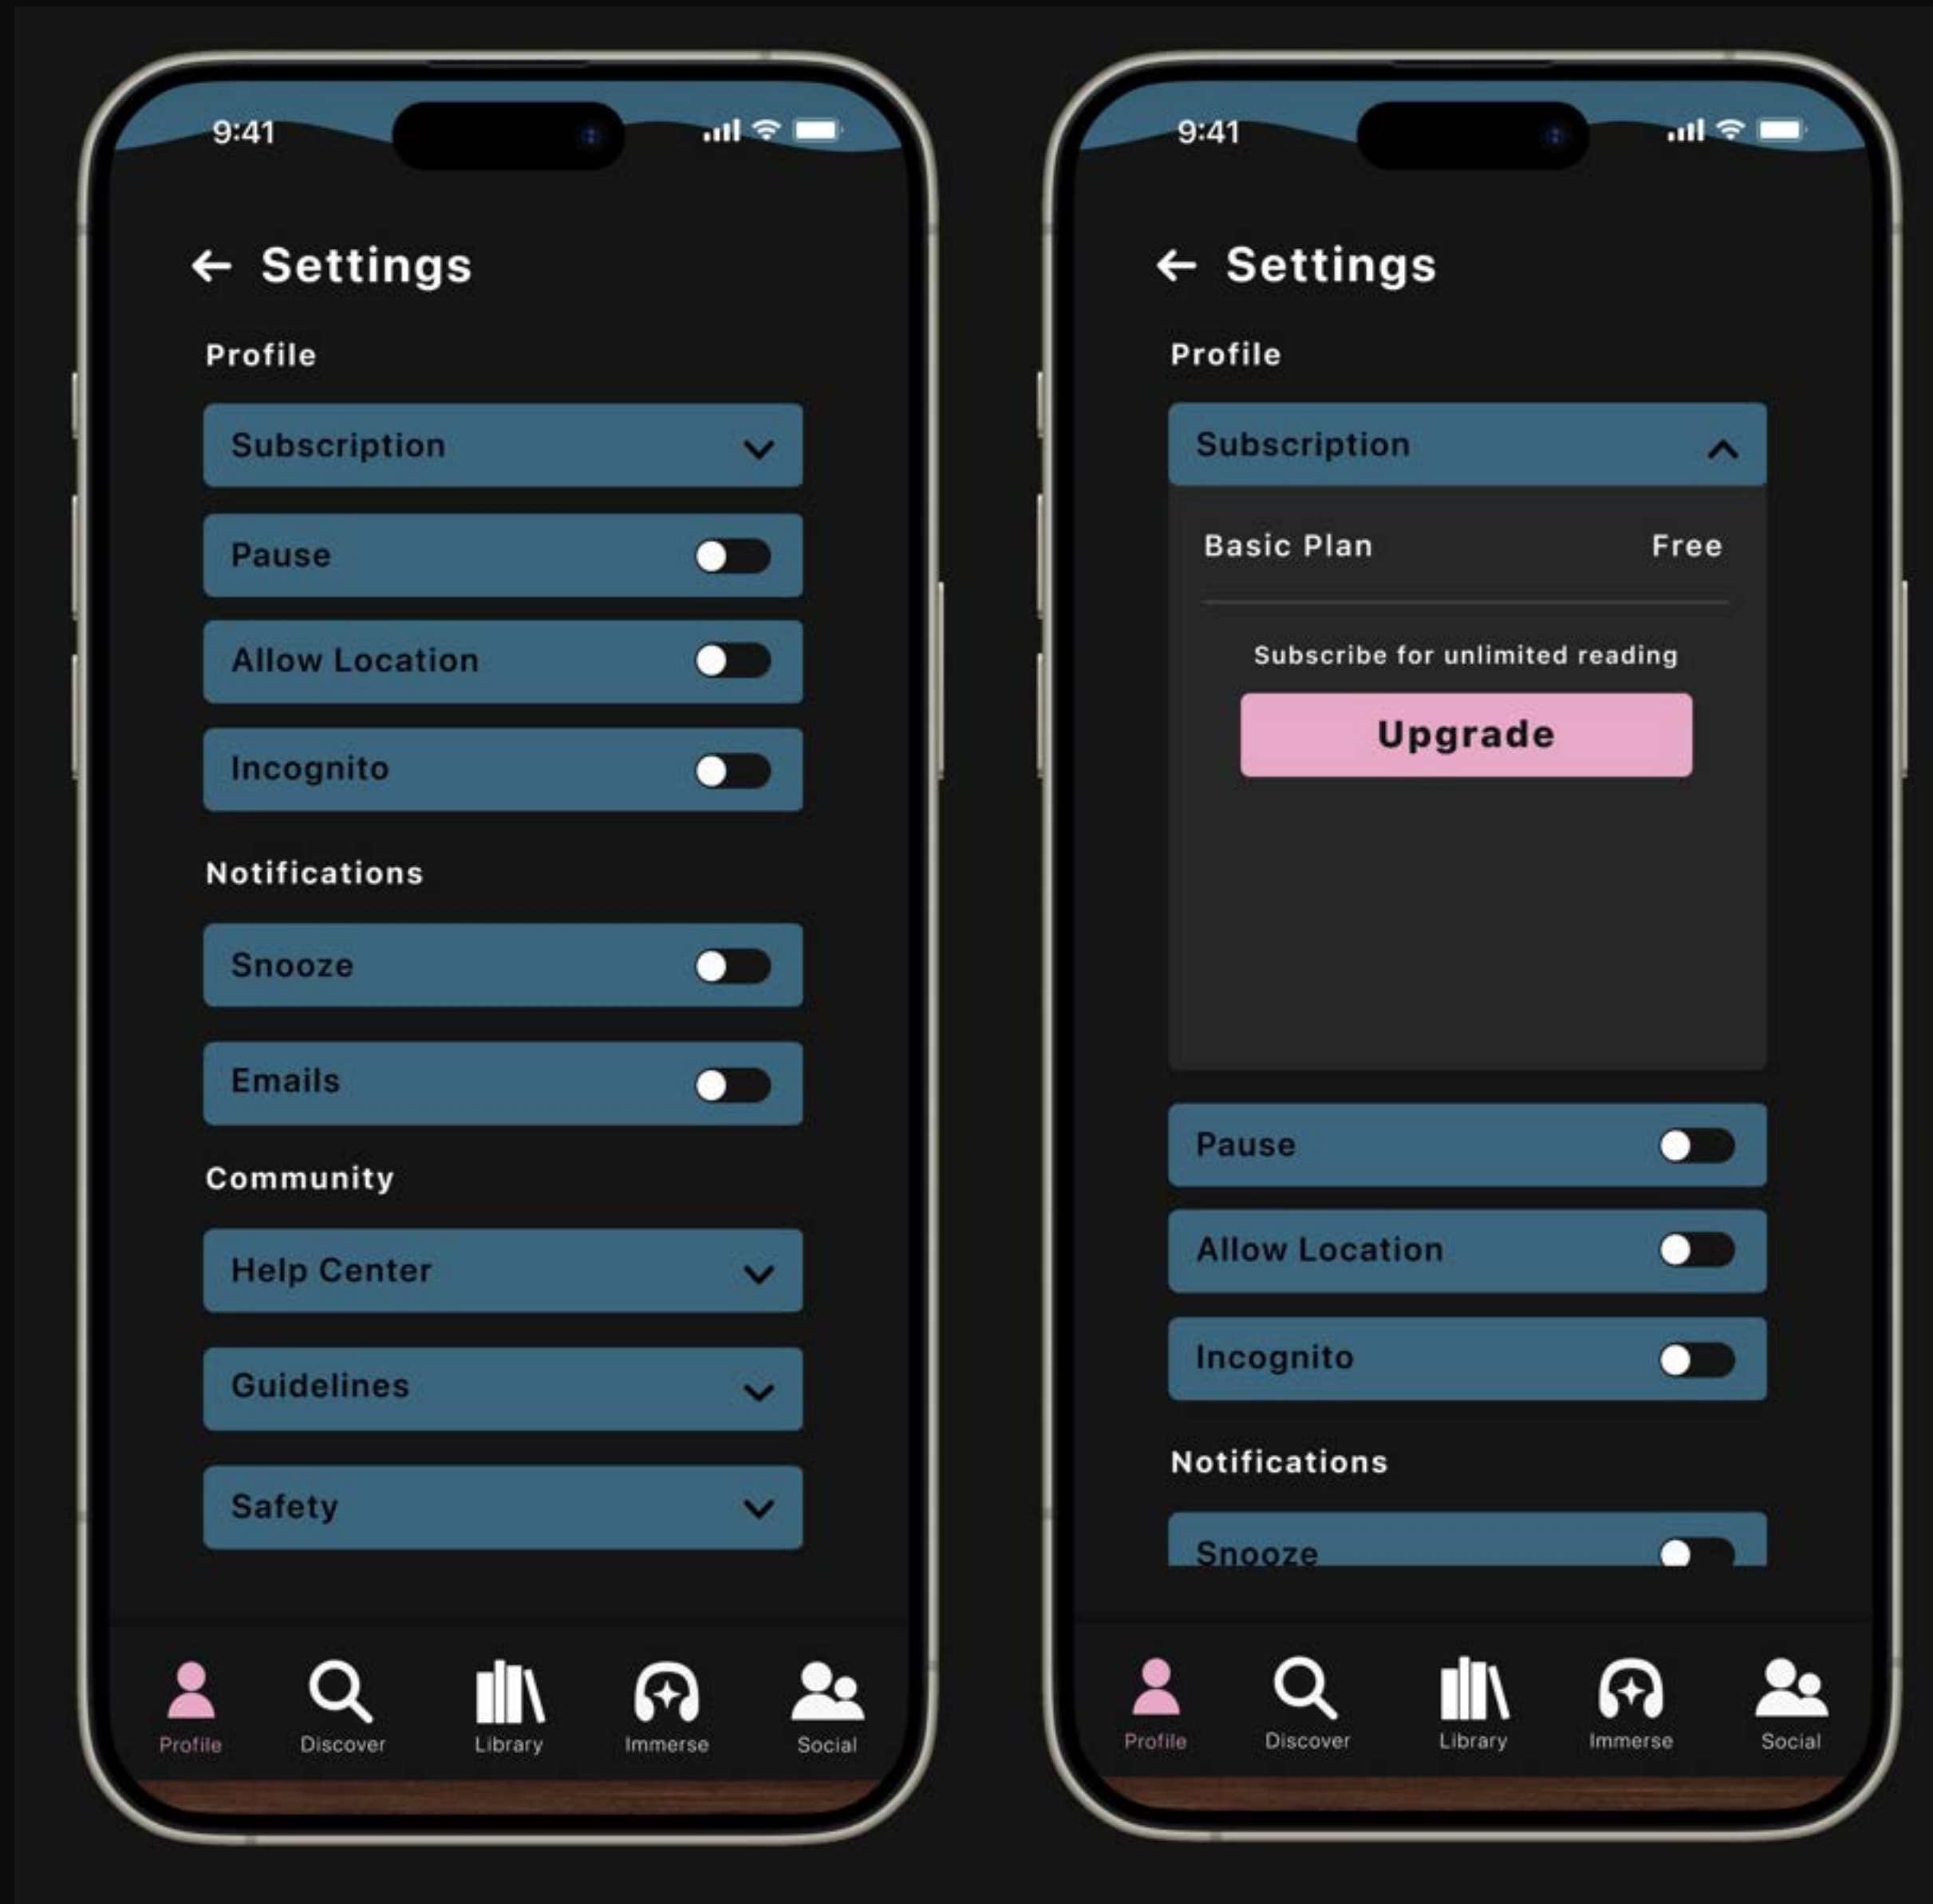 9:41
Settings
Profile
Subscription
Pause
Allow Location
Incognito
Notifications
Snooze
Emails
Community
Help Center
Guidelines
Safety
Profile Discover Library Immerse Social
9:41
Settings
Profile
Subscription
Basic Plan Free
Subscribe for unlimited reading
Upgrade
Pause
Allow Location
Incognito
Notifications
Snooze
Profile Discover Library Immerse Social